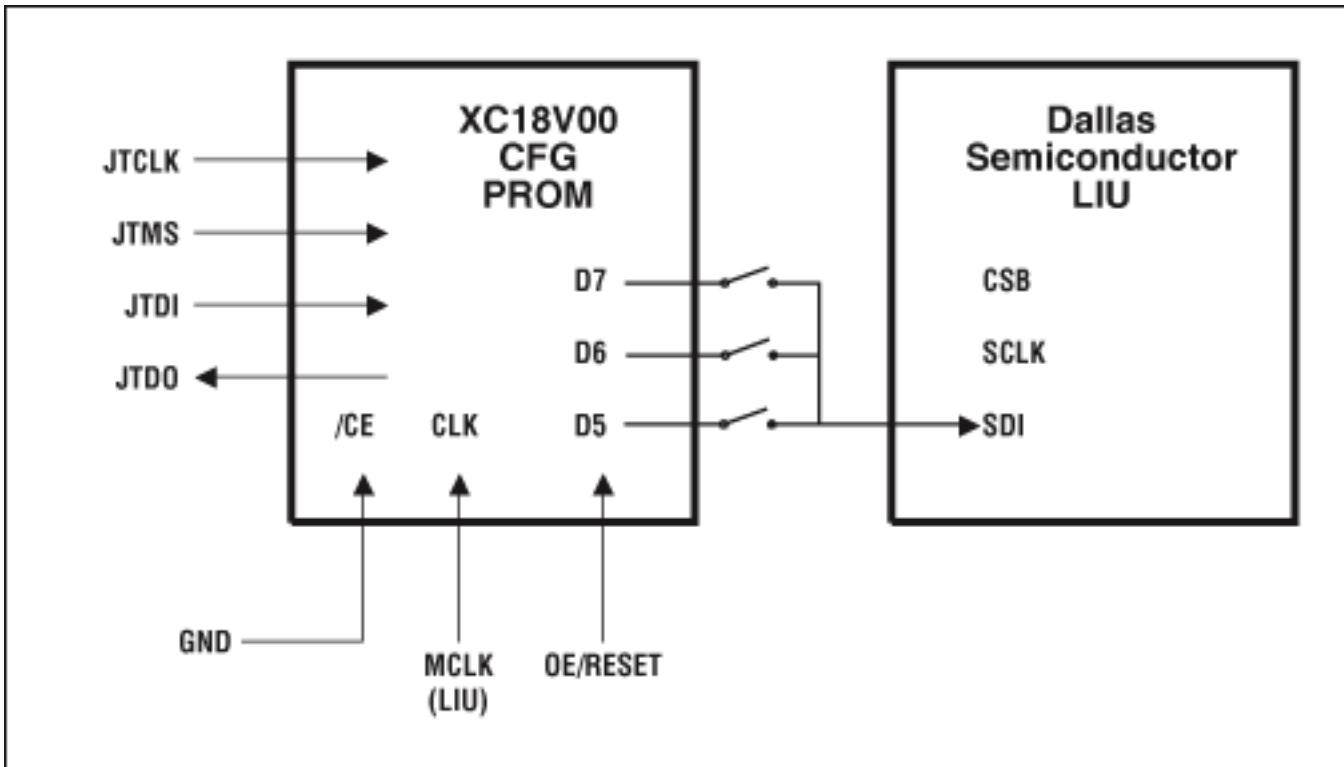 XC18V00
CFG
PROM
Dallas
Semiconductor
LIU
JTCLK
JTMS
JTDI
JTDO
D7
D6
D5
/CE
CLK
CSB
SCLK
SDI
GND
MCLK
(LIU)
OE/RESET